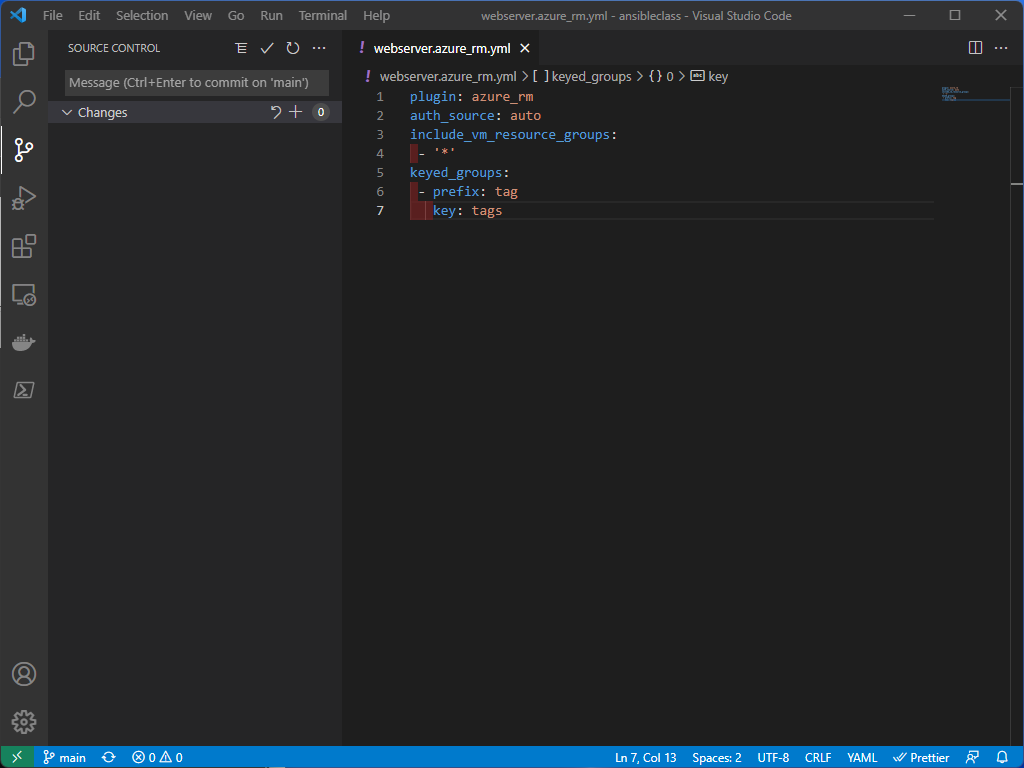 File Edit Selection View Go Run Terminal Help webserver.azure_rm.yml - ansibleclass - Visual Studio Code
SOURCE CONTROL
Message (Ctrl+Enter to commit on 'main')
Changes 0
webserver.azure_rm.yml
webserver.azure_rm.yml > [ ] keyed_groups > {} 0 > abc key
1 plugin: azure_rm
2 auth_source: auto
3 include_vm_resource_groups:
4  - '*'
5 keyed_groups:
6  - prefix: tag
7    key: tags
main 0 0 Ln 7, Col 13 Spaces: 2 UTF-8 CRLF YAML Prettier